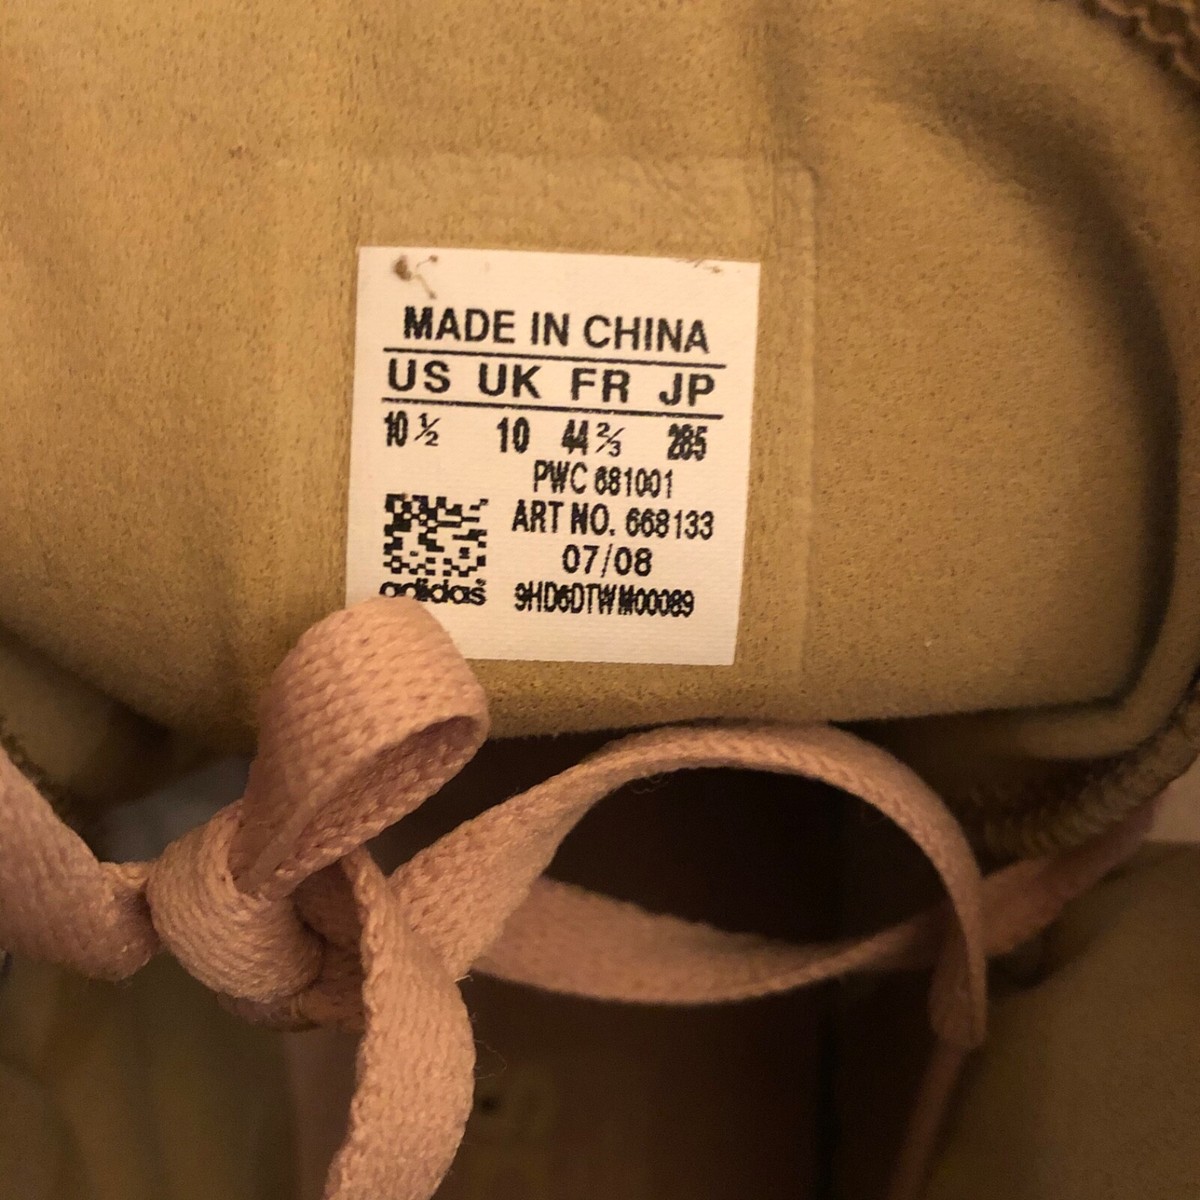 MADE IN CHINA
US UK FR JP
10 ½ 10 44 ⅔ 285
PWC 681001
ART NO. 668133
07/08
adidas 9HD6DTWM00089